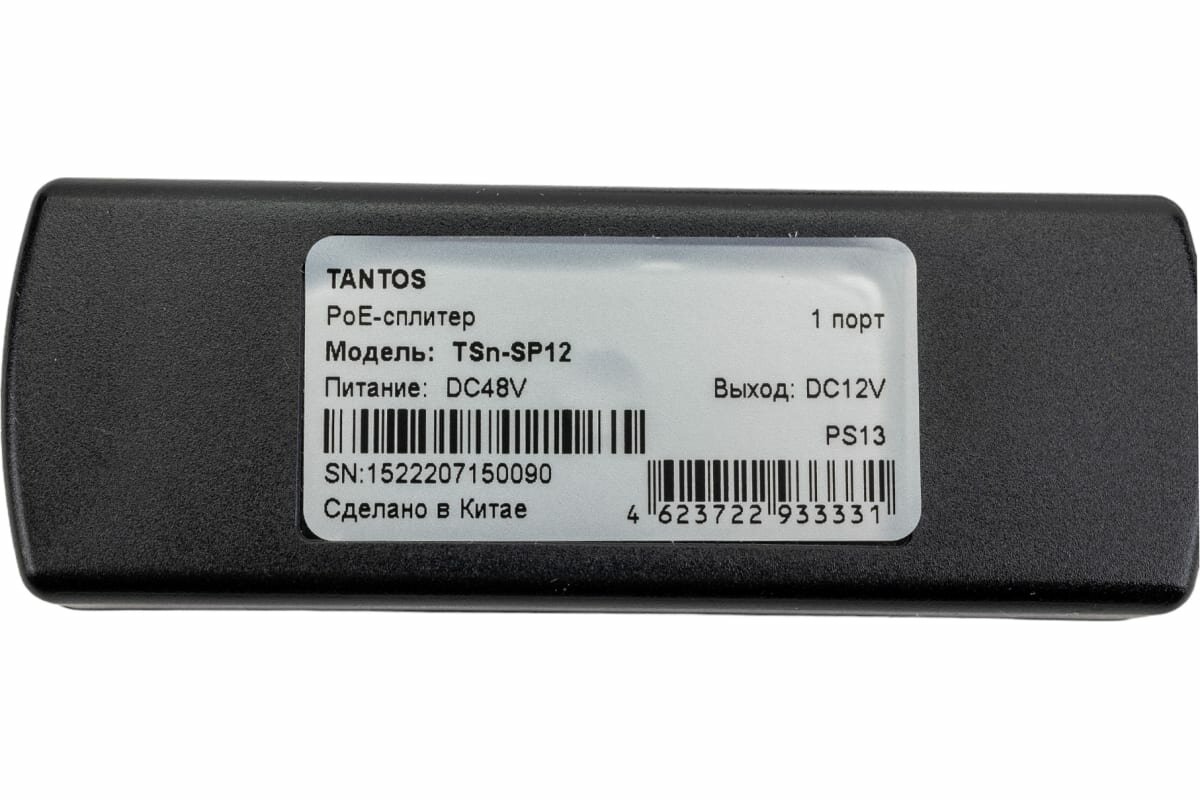 TANTOS
PoE-сплитер 1 порт
Модель: TSn-SP12
Питание: DC48V Выход: DC12V
PS13
SN:1522207150090
Сделано в Китае
4 623722 933331